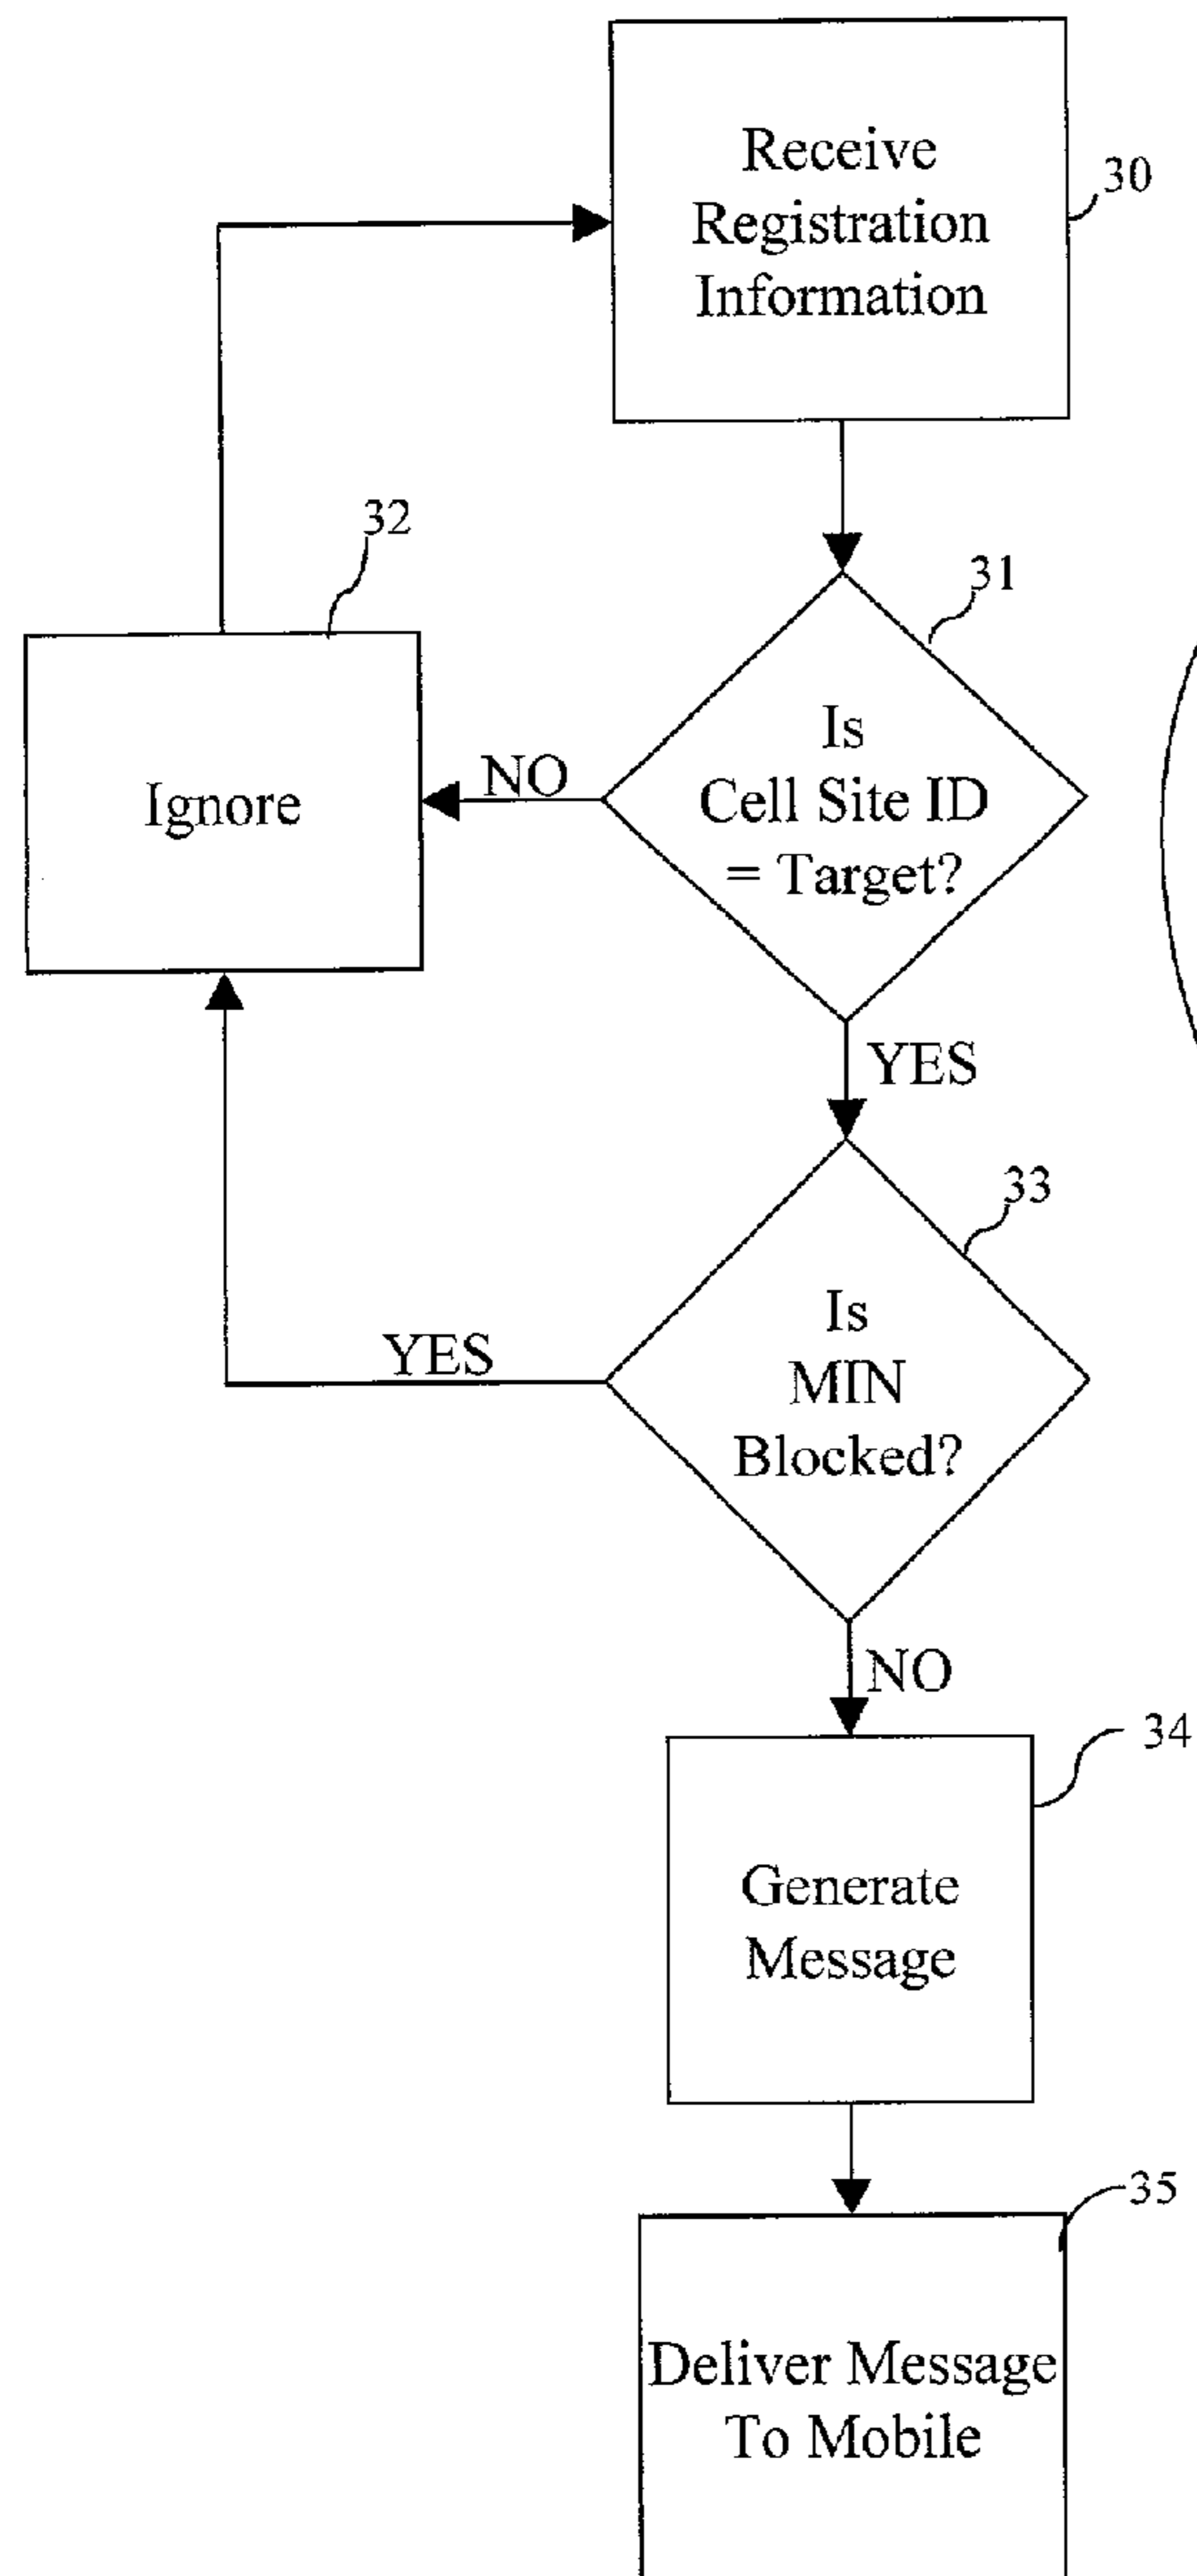 Receive
Registration
Information
30
32
31
Is
Cell Site ID
= Target?
NO
Ignore
YES
33
Is
MIN
Blocked?
YES
NO
34
Generate
Message
35
Deliver Message
To Mobile